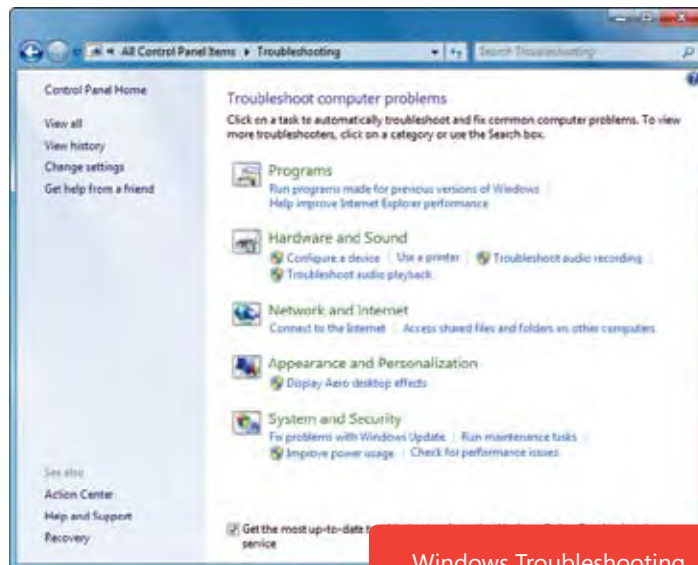 All Control Panel Items Troubleshooting
Search Troubleshooting
Control Panel Home
View all
View history
Change settings
Get help from a friend
Troubleshoot computer problems
Click on a task to automatically troubleshoot and fix common computer problems. To view
more troubleshooters, click on a category or use the Search box.
Programs
Run programs made for previous versions of Windows
Help improve Internet Explorer performance
Hardware and Sound
Configure a device Use a printer Troubleshoot audio recording
Troubleshoot audio playback
Network and Internet
Connect to the Internet Access shared files and folders on other computers
Appearance and Personalization
Display Aero desktop effects
System and Security
Fix problems with Windows Update Run maintenance tasks
Improve power usage Check for performance issues
See also
Action Center
Help and Support
Recovery
Get the most up-to-date
service
Windows Troubleshooting